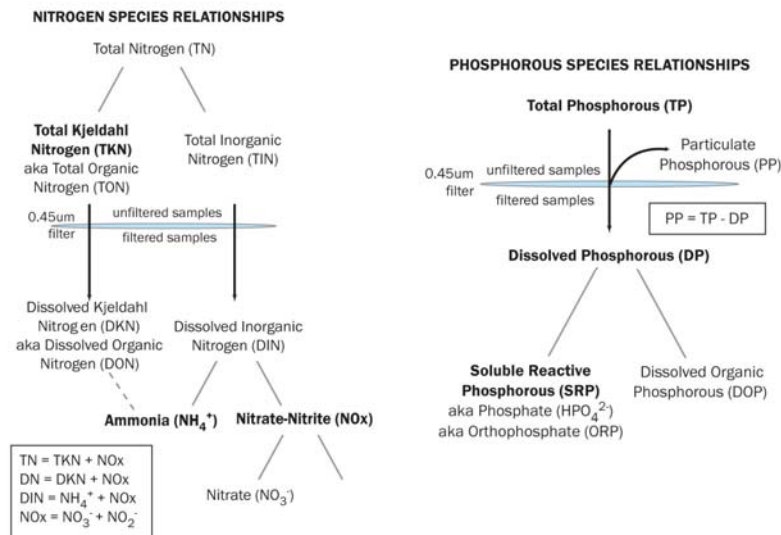 NITROGEN SPECIES RELATIONSHIPS
Total Nitrogen (TN)
Total Kjeldahl
Nitrogen (TKN)
aka Total Organic
Nitrogen (TON)
Total Inorganic
Nitrogen (TIN)
0.45um
filter
unfiltered samples
filtered samples
Dissolved Kjeldahl
Nitrogen (DKN)
aka Dissolved Organic
Nitrogen (DON)
Dissolved Inorganic
Nitrogen (DIN)
Ammonia (NH₄⁺)
Nitrate-Nitrite (NOx)
Nitrate (NO₃⁻)
TN = TKN + NOx
DN = DKN + NOx
DIN = NH₄⁺ + NOx
NOx = NO₃⁻ + NO₂⁻
PHOSPHOROUS SPECIES RELATIONSHIPS
Total Phosphorous (TP)
Particulate
Phosphorous (PP)
0.45um
filter
unfiltered samples
filtered samples
PP = TP - DP
Dissolved Phosphorous (DP)
Soluble Reactive
Phosphorous (SRP)
aka Phosphate (HPO₄²⁻)
aka Orthophosphate (ORP)
Dissolved Organic
Phosphorous (DOP)